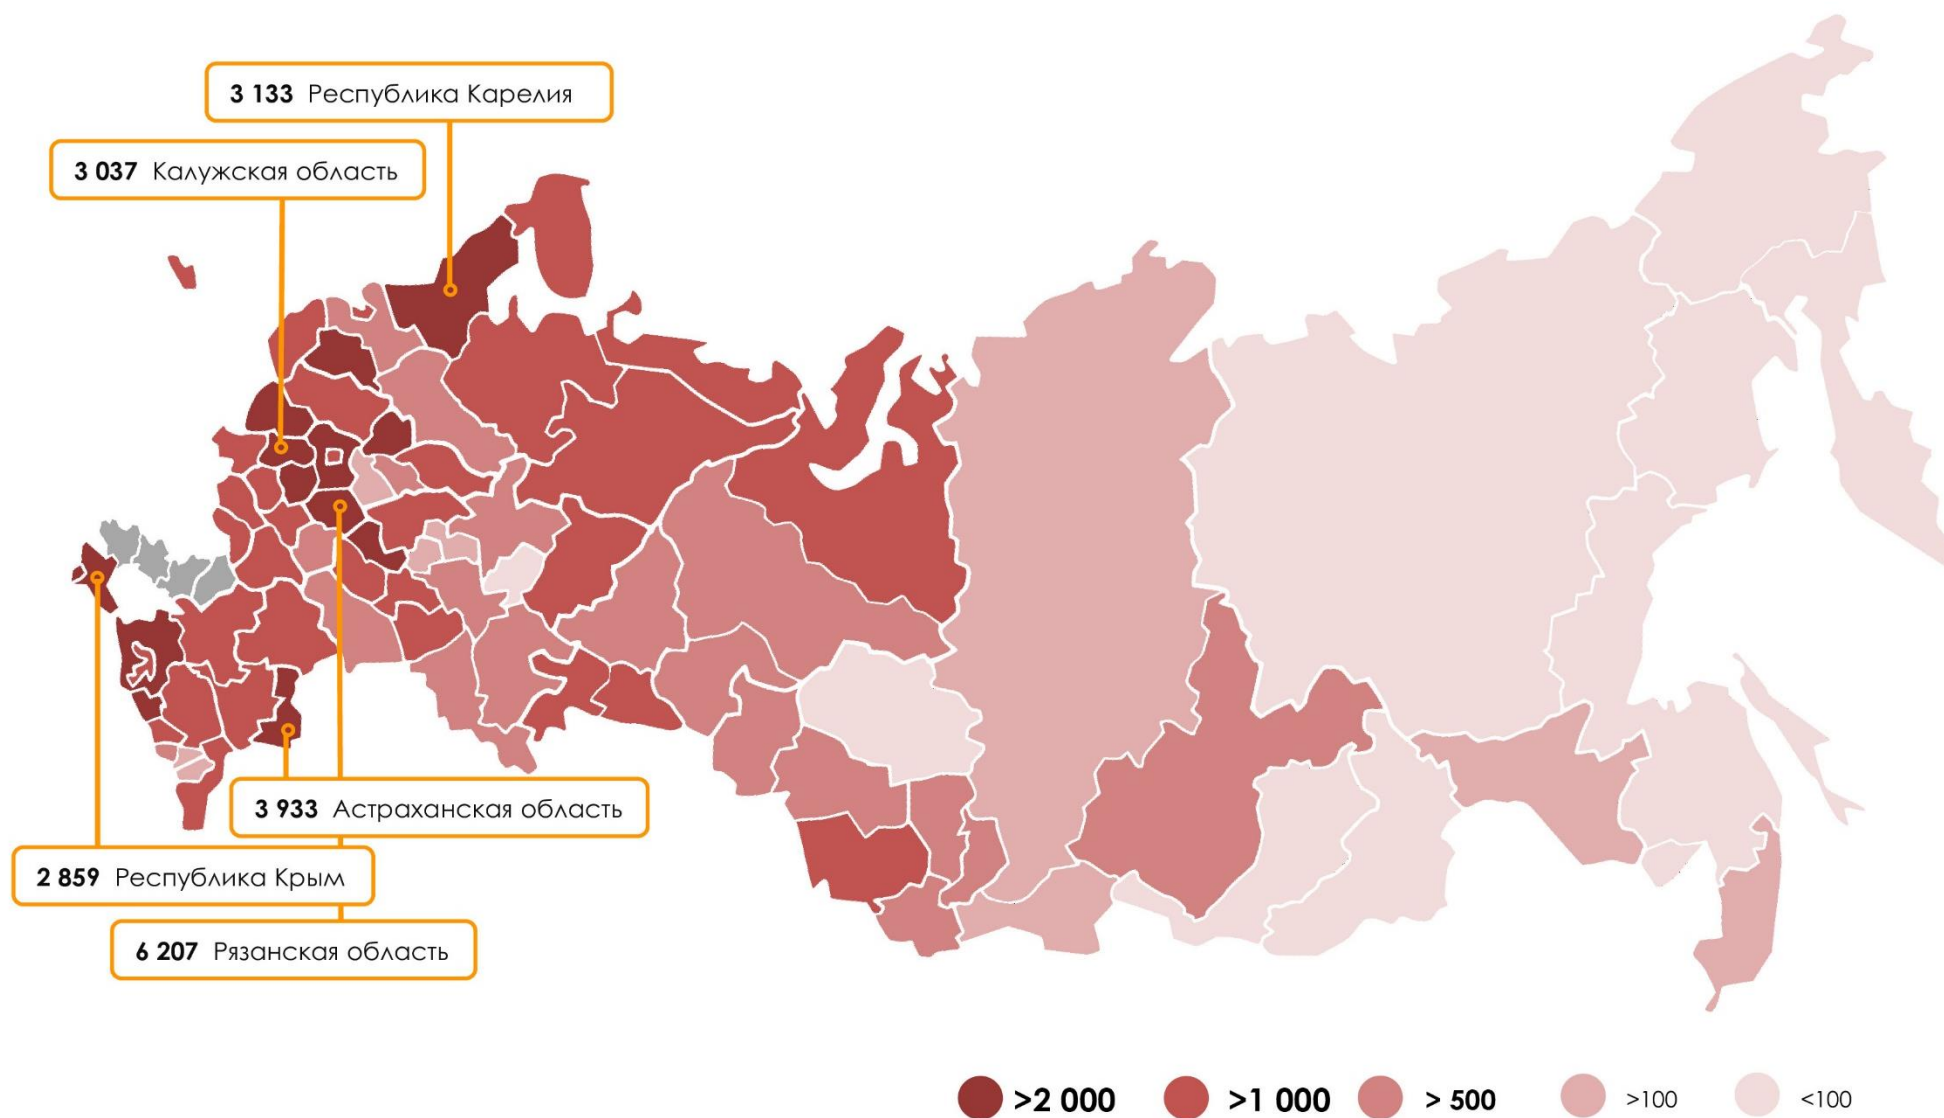 3 133 Республика Карелия
3 037 Калужская область
3 933 Астраханская область
2 859 Республика Крым
6 207 Рязанская область
>2 000 >1 000 > 500 >100 <100